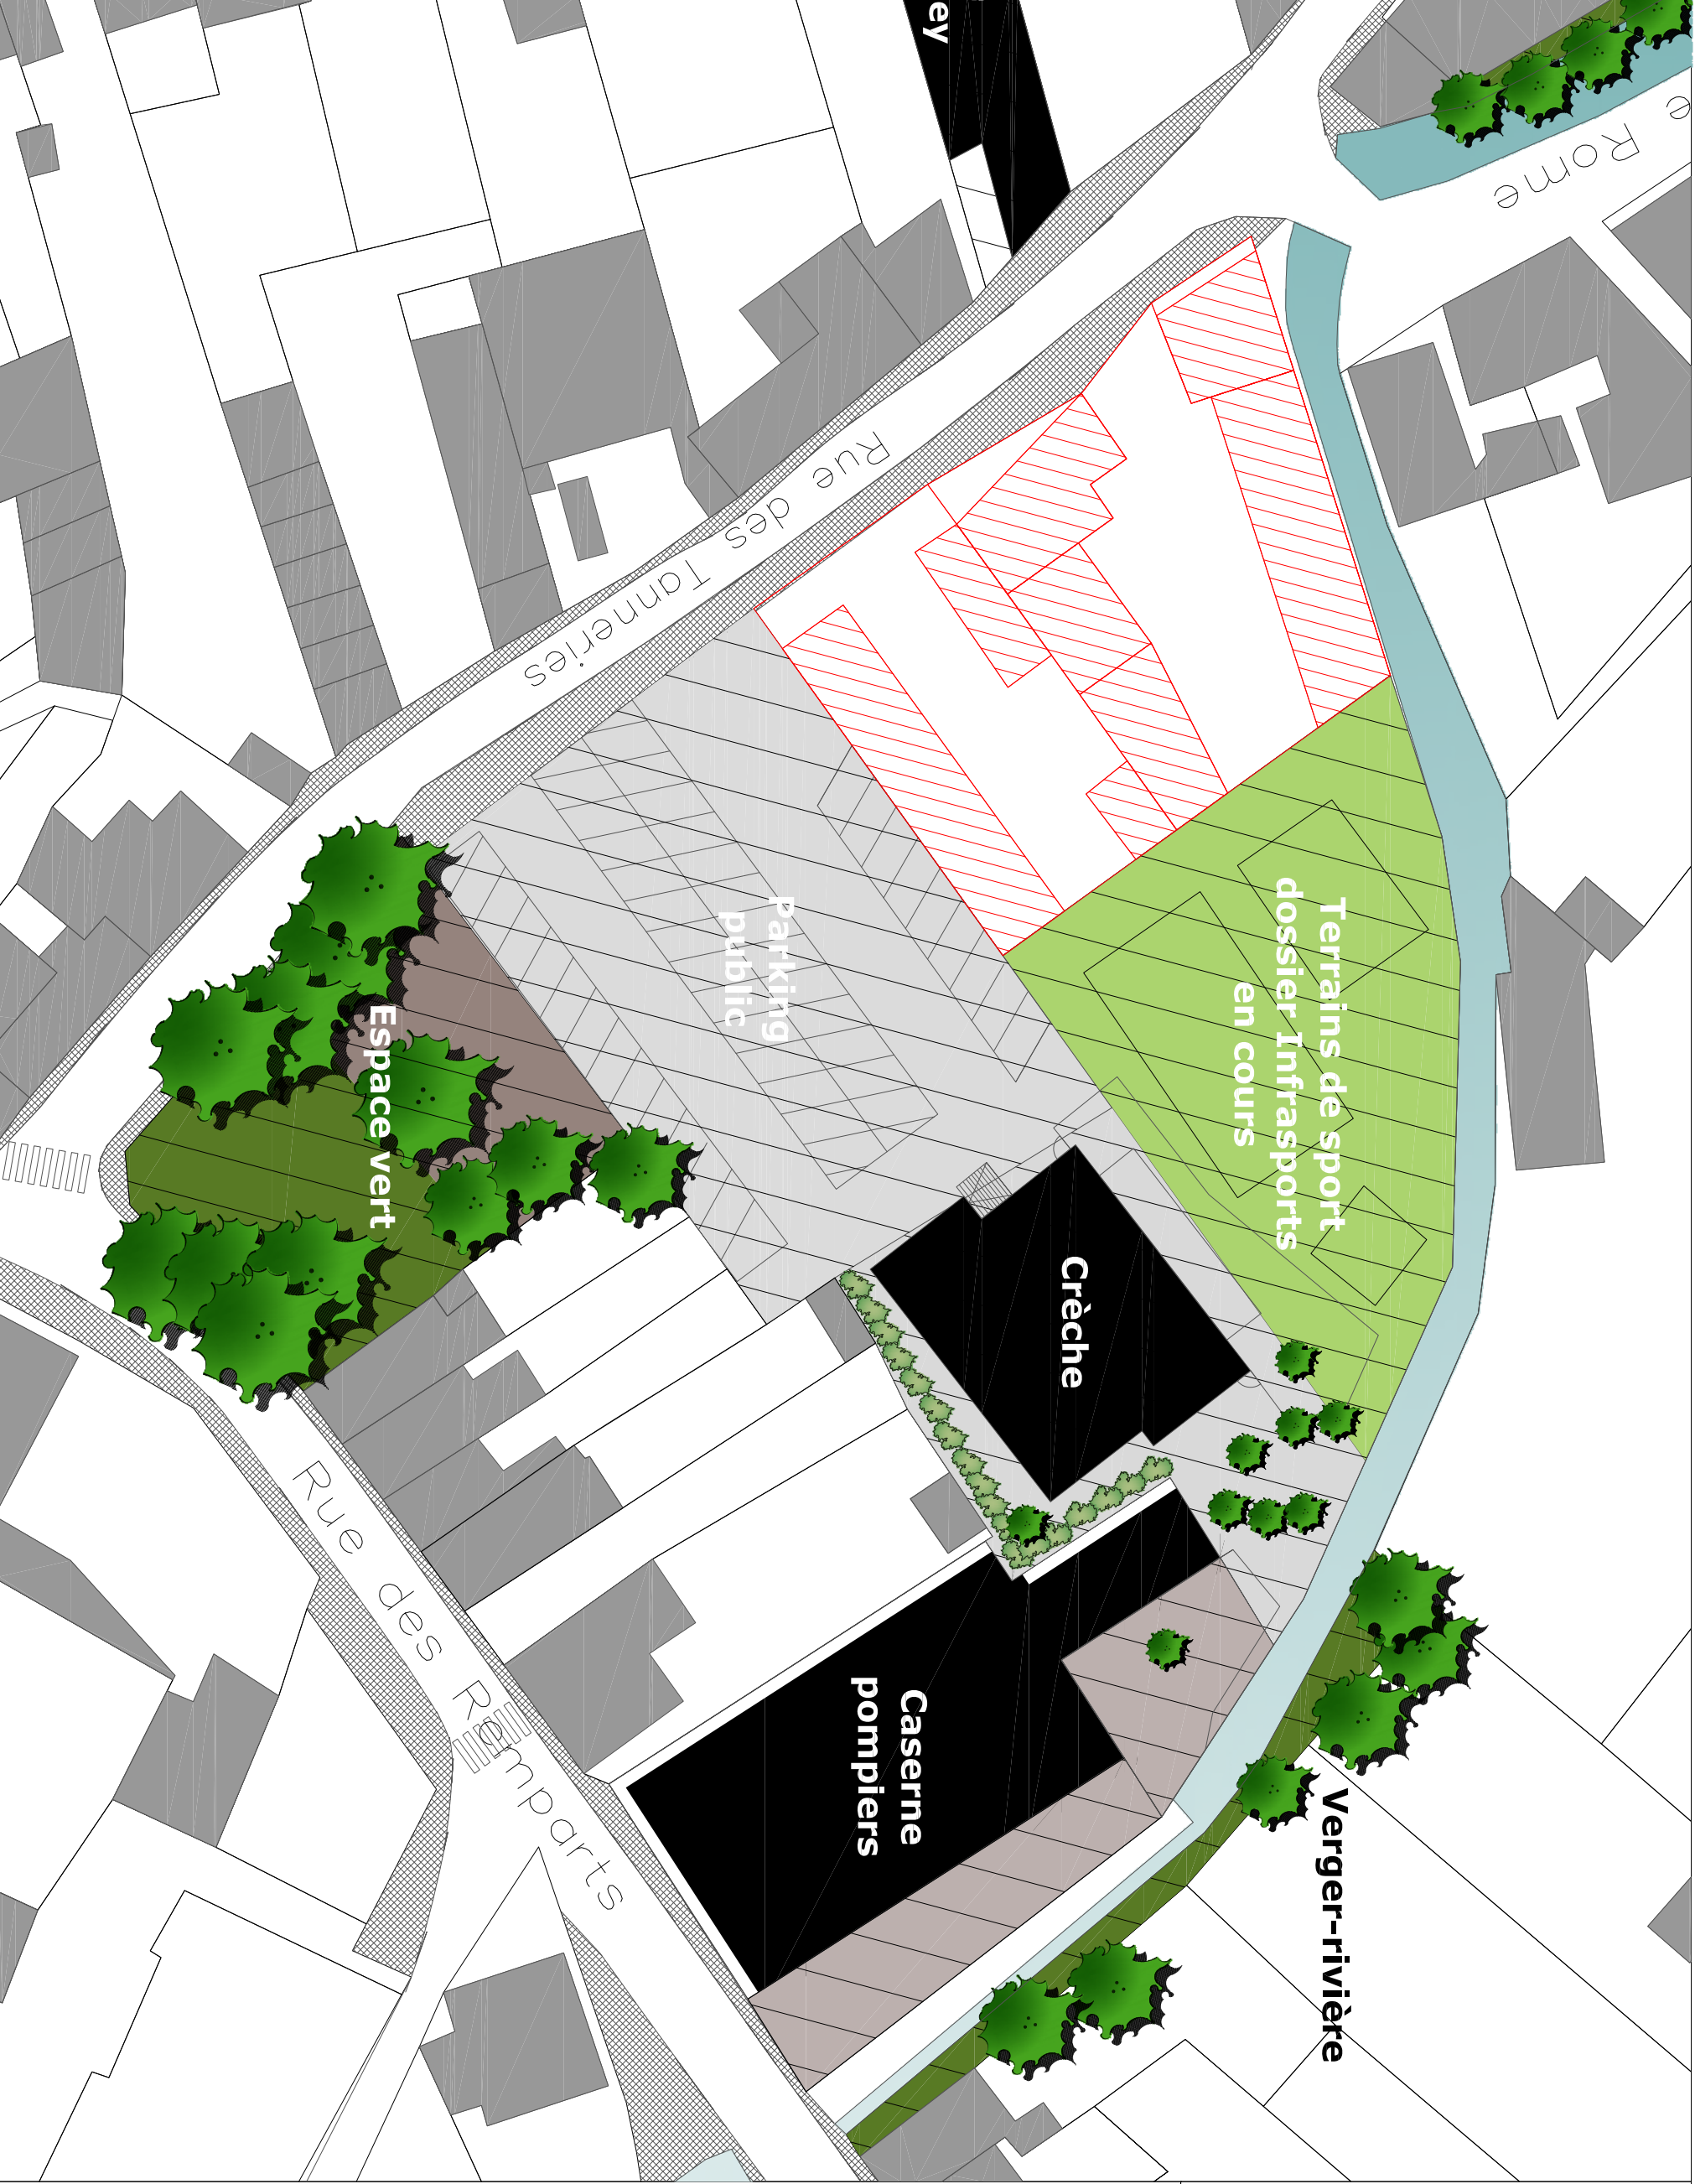 ey
e
Rome
Rue des Tanneries
Terrains de sport
dossier Infrasports
en cours
Parking
public
Espace vert
Crèche
Caserne
pompiers
Rue des Remparts
Verger-rivière